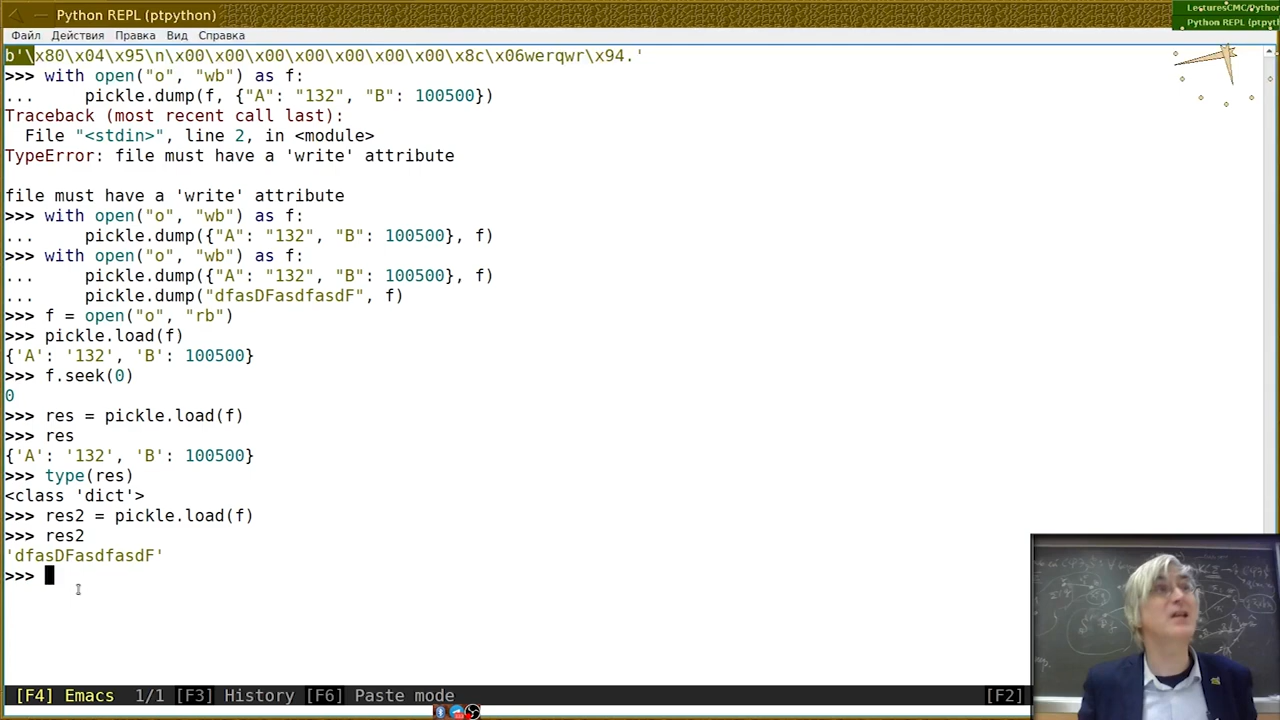 Python REPL (ptpython)
LecturesCMC/Python
Python REPL (ptpyth
Файл Действия Правка Вид Справка
b'\x80\x04\x95\n\x00\x00\x00\x00\x00\x00\x00\x8c\x06werqwr\x94.'
>>> with open("o", "wb") as f:
...     pickle.dump(f, {"A": "132", "B": 100500})
Traceback (most recent call last):
  File "<stdin>", line 2, in <module>
TypeError: file must have a 'write' attribute
file must have a 'write' attribute
>>> with open("o", "wb") as f:
...     pickle.dump({"A": "132", "B": 100500}, f)
>>> with open("o", "wb") as f:
...     pickle.dump({"A": "132", "B": 100500}, f)
...     pickle.dump("dfasDFasdfasdF", f)
>>> f = open("o", "rb")
>>> pickle.load(f)
{'A': '132', 'B': 100500}
>>> f.seek(0)
0
>>> res = pickle.load(f)
>>> res
{'A': '132', 'B': 100500}
>>> type(res)
<class 'dict'>
>>> res2 = pickle.load(f)
>>> res2
'dfasDFasdfasdF'
>>>
[F4] Emacs 1/1 [F3] History [F6] Paste mode [F2]